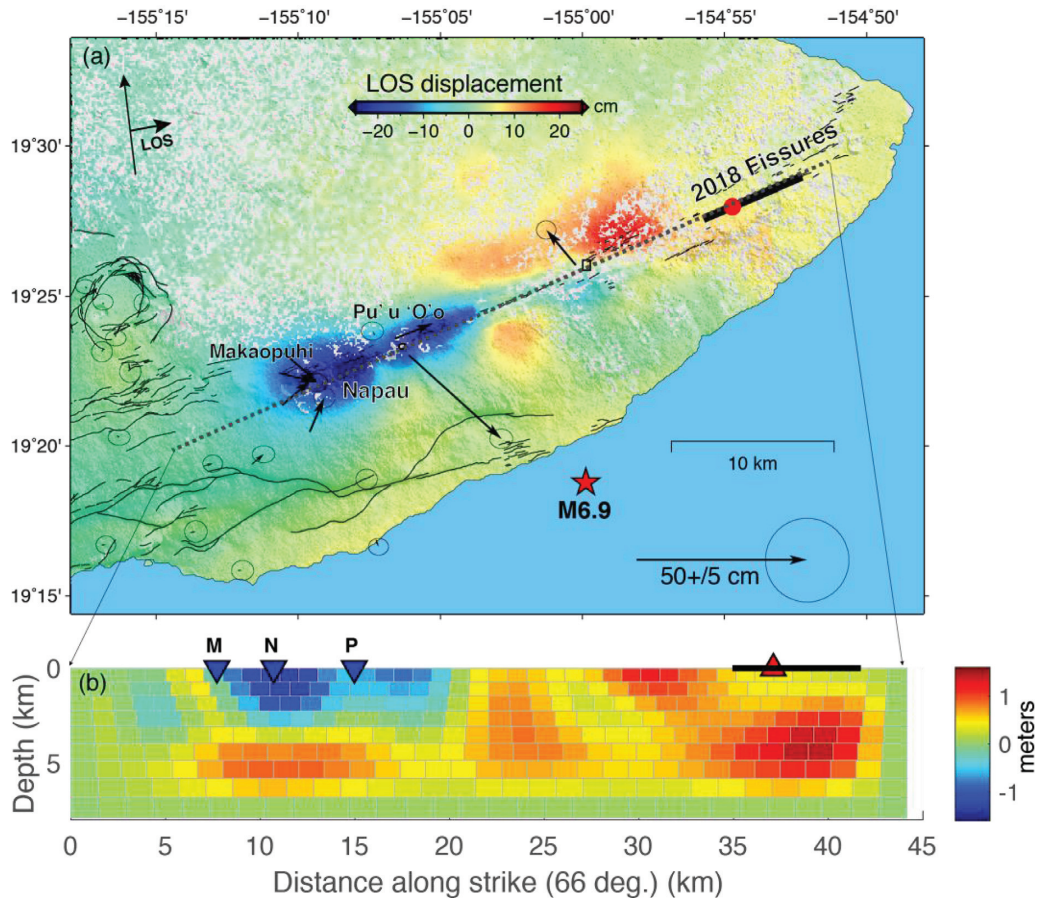 −155°15' −155°10' −155°05' −155°00' −154°55' −154°50'
(a)
LOS displacement
cm
−20 −10 0 10 20
LOS
19°30'
2018 Fissures
19°25'
Pu`u `O`o
Makaopuhi
Napau
19°20'
10 km
M6.9
50+/5 cm
19°15'
M N P
0
(b)
5
Depth (km)
1
0
-1
meters
0 5 10 15 20 25 30 35 40 45
Distance along strike (66 deg.) (km)